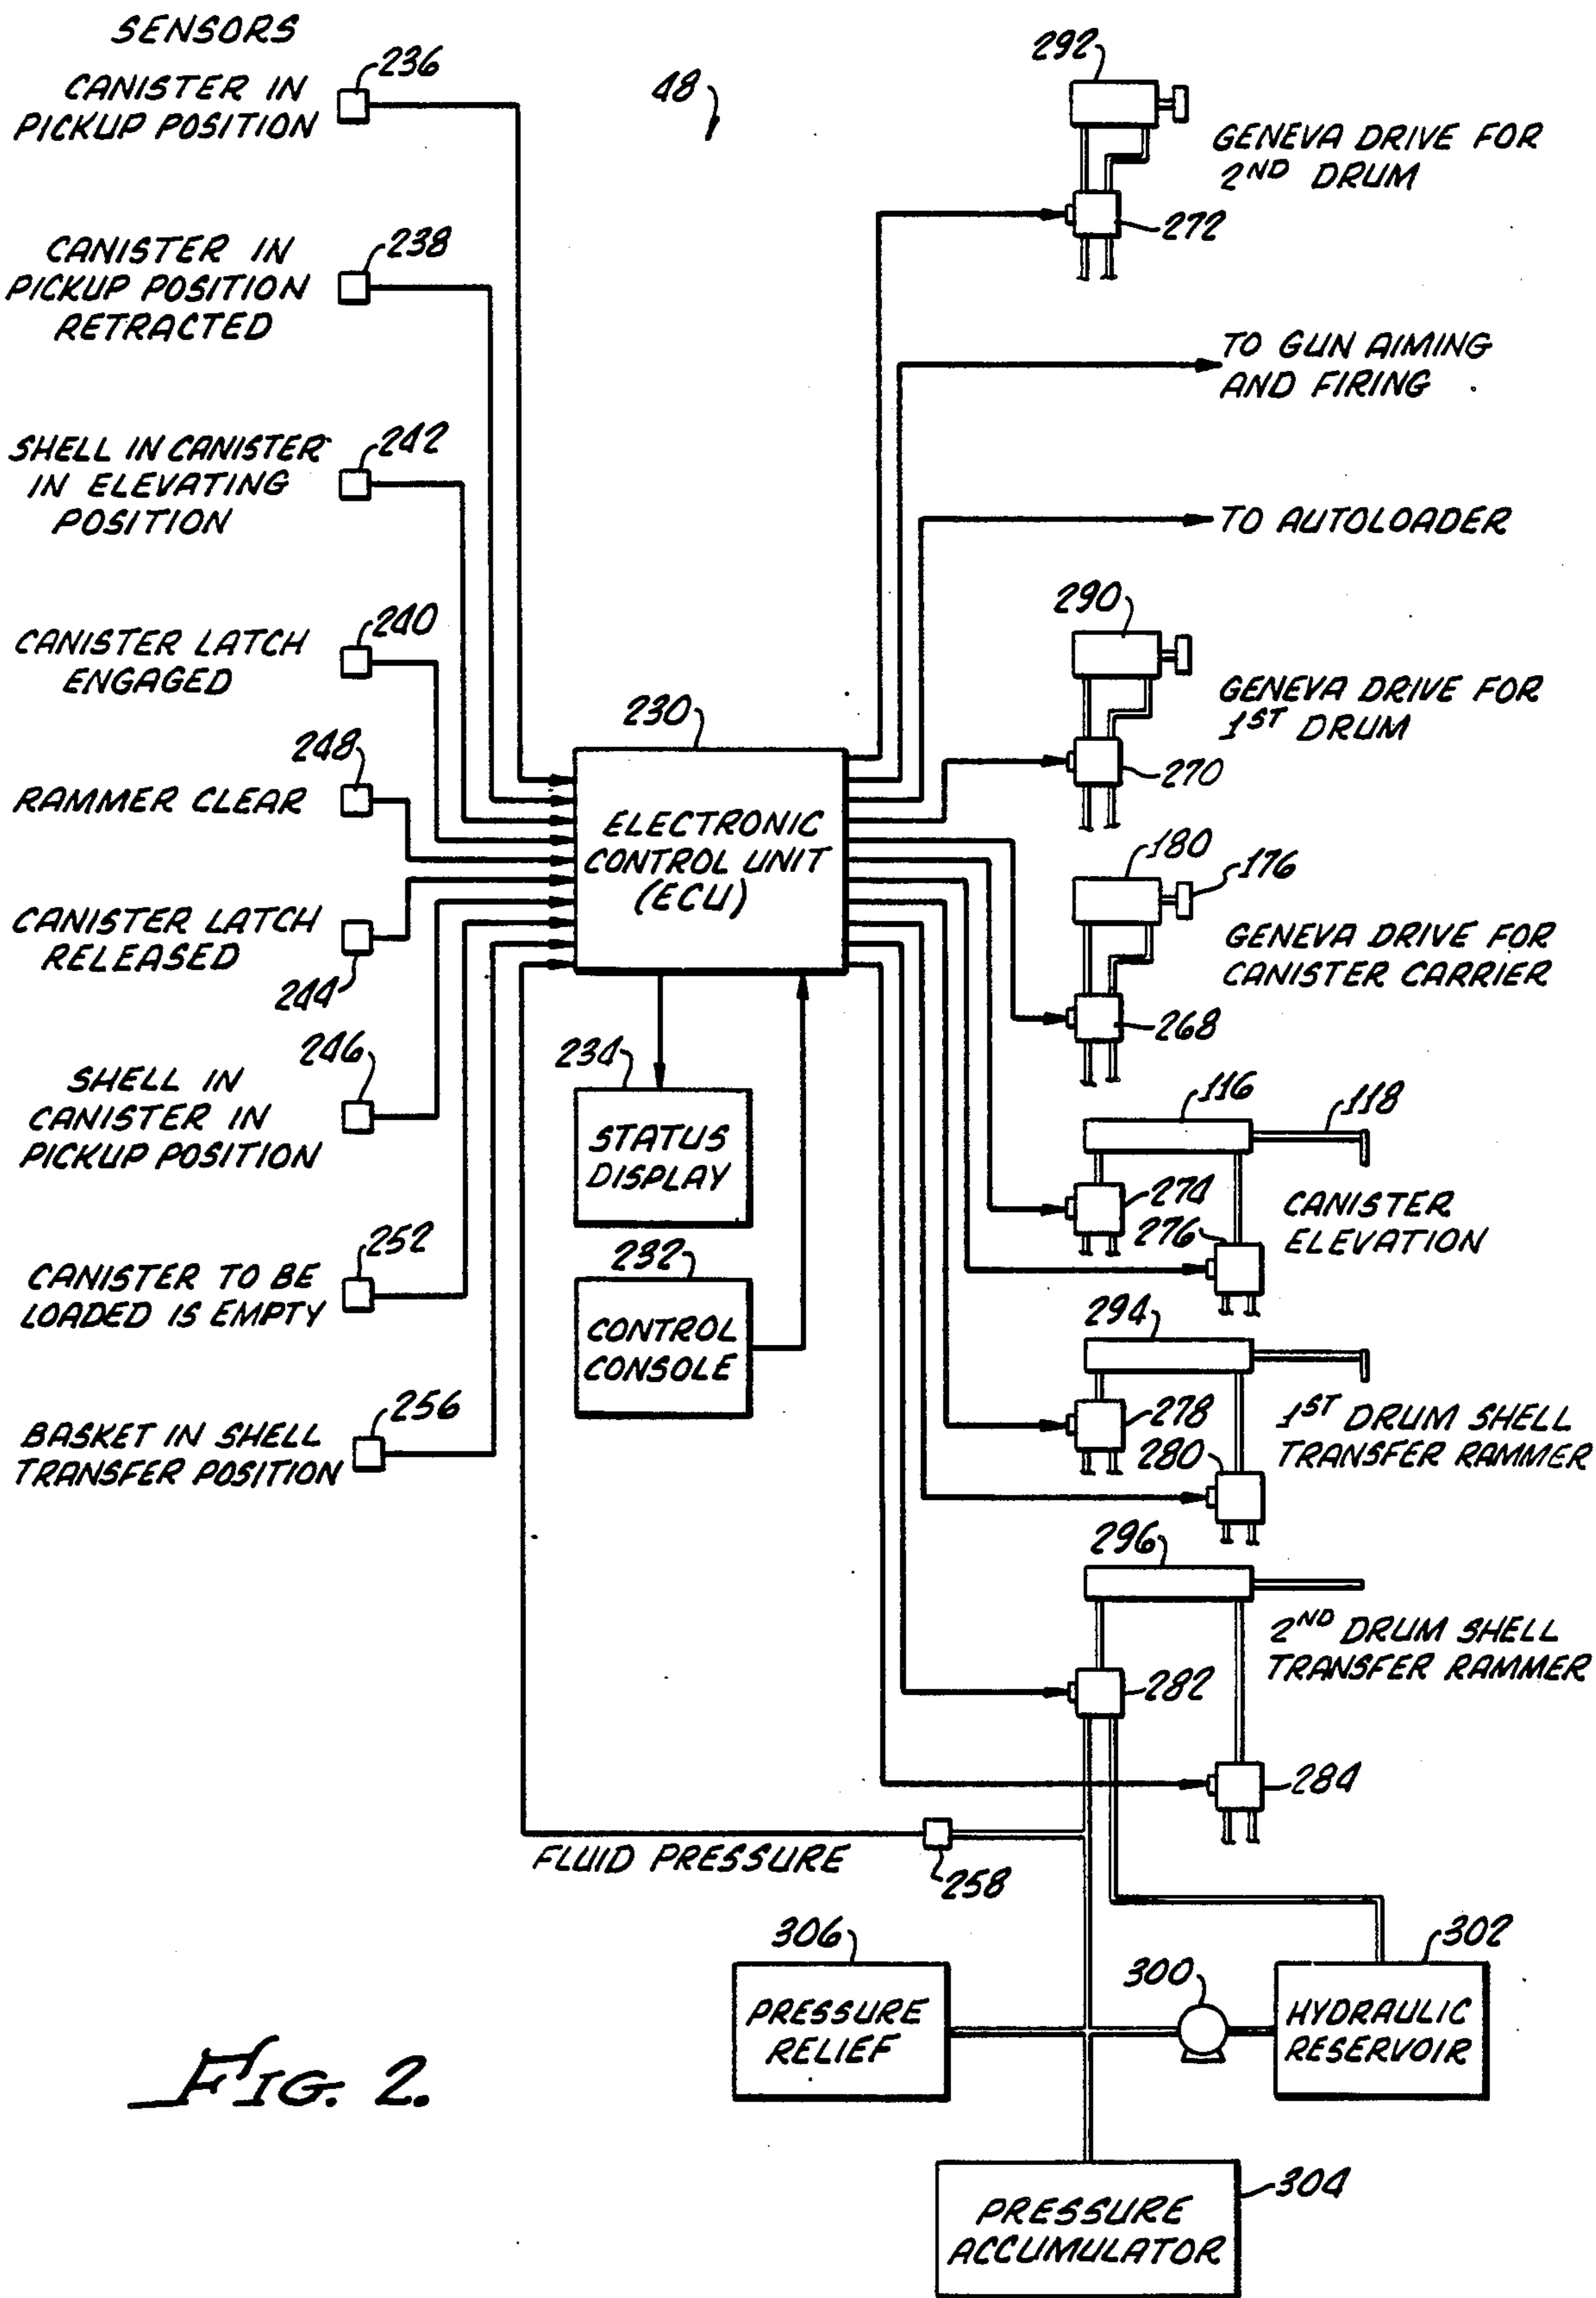 SENSORS
CANISTER IN
PICKUP POSITION
236
CANISTER IN
PICKUP POSITION
RETRACTED
238
SHELL IN CANISTER
IN ELEVATING
POSITION
242
CANISTER LATCH
ENGAGED
240
RAMMER CLEAR
248
CANISTER LATCH
RELEASED
244
SHELL IN
CANISTER IN
PICKUP POSITION
246
CANISTER TO BE
LOADED IS EMPTY
252
BASKET IN SHELL
TRANSFER POSITION
256
48
230
ELECTRONIC
CONTROL UNIT
(ECU)
234
STATUS
DISPLAY
232
CONTROL
CONSOLE
292
GENEVA DRIVE FOR
2ND DRUM
272
TO GUN AIMING
AND FIRING
TO AUTOLOADER
290
GENEVA DRIVE FOR
1ST DRUM
270
180
176
GENEVA DRIVE FOR
CANISTER CARRIER
268
116
118
274
276
CANISTER
ELEVATION
294
278
280
1ST DRUM SHELL
TRANSFER RAMMER
296
2ND DRUM SHELL
TRANSFER RAMMER
282
284
FLUID PRESSURE
258
306
PRESSURE
RELIEF
300
302
HYDRAULIC
RESERVOIR
304
PRESSURE
ACCUMULATOR
FIG. 2.